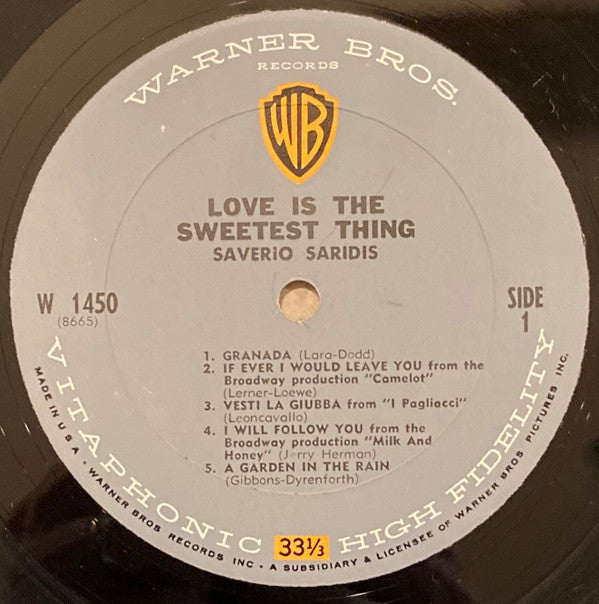 WARNER BROS.
RECORDS
WB
LOVE IS THE
SWEETEST THING
SAVERiO SARIDIS
W 1450
(8665)
SIDE
1
1. GRANADA (Lara-Dodd)
2. IF EVER I WOULD LEAVE YOU from the
Broadway production "Camelot"
(Lerner-Loewe)
3. VESTI LA GIUBBA from "I Pagliacci"
(Leoncavallo)
4. I WILL FOLLOW YOU from the
Broadway production "Milk And
Honey" (Jerry Herman)
5. A GARDEN IN THE RAIN
(Gibbons-Dyrenforth)
VITAPHONIC 33⅓ HIGH FIDELITY
MADE IN U.S.A. • WARNER BROS RECORDS INC • A SUBSIDIARY & LICENSEE OF WARNER BROS PICTURES, INC.